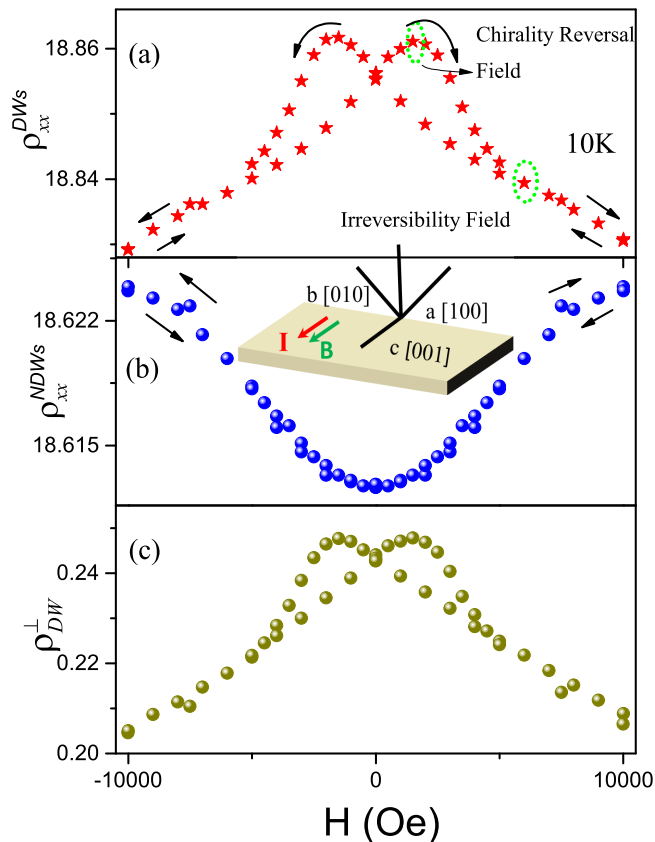 18.86
(a)
Chirality Reversal
Field
ρ_xx^DWs
18.84
10K
Irreversibility Field
18.622
b [010]
a [100]
I
B
c [001]
ρ_xx^NDWs
(b)
18.615
(c)
0.24
ρ_DW^⊥
0.22
0.20
-10000
0
10000
H (Oe)